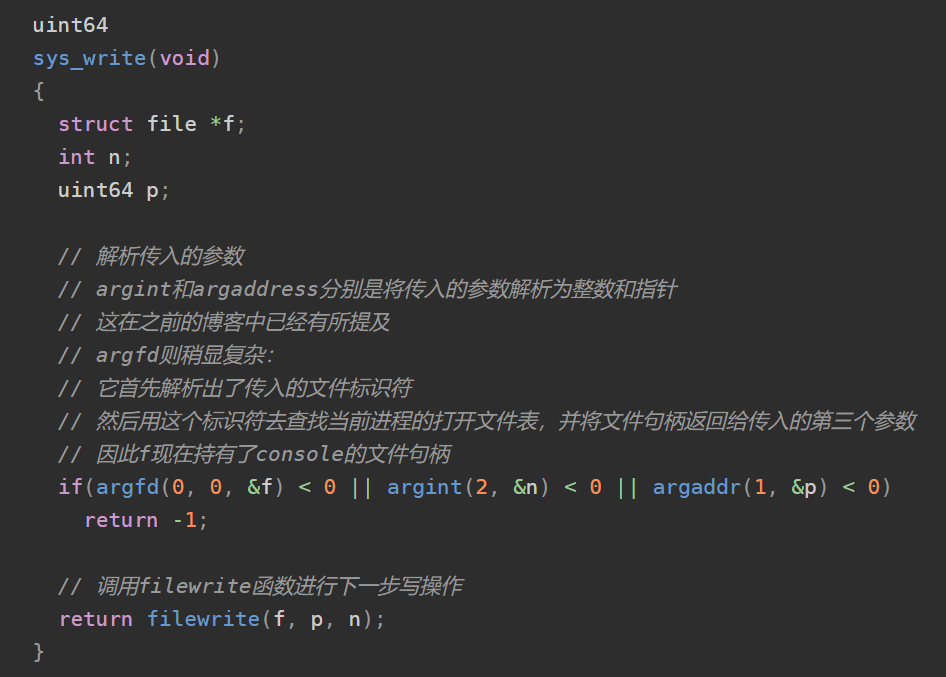 uint64
sys_write(void)
{
  struct file *f;
  int n;
  uint64 p;

  // 解析传入的参数
  // argint和argaddress分别是将传入的参数解析为整数和指针
  // 这在之前的博客中已经有所提及
  // argfd则稍显复杂：
  // 它首先解析出了传入的文件标识符
  // 然后用这个标识符去查找当前进程的打开文件表，并将文件句柄返回给传入的第三个参数
  // 因此f现在持有了console的文件句柄
  if(argfd(0, 0, &f) < 0 || argint(2, &n) < 0 || argaddr(1, &p) < 0)
    return -1;

  // 调用filewrite函数进行下一步写操作
  return filewrite(f, p, n);
}